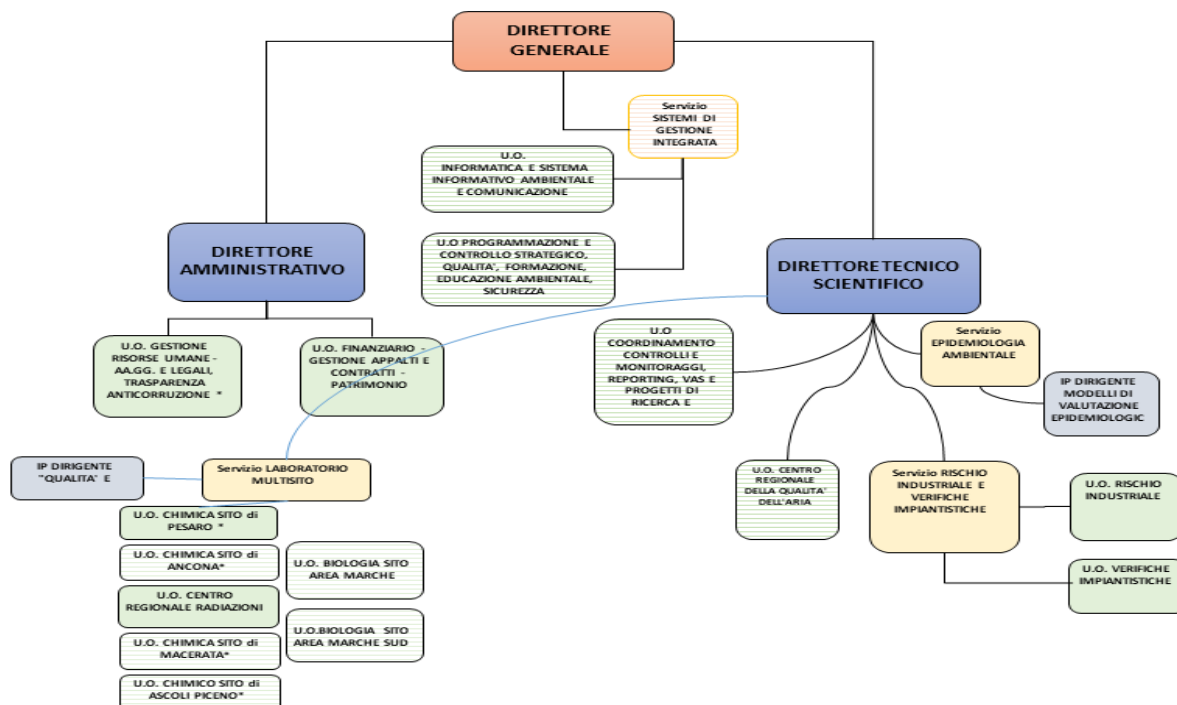 DIRETTORE
GENERALE
Servizio
SISTEMI DI
GESTIONE
INTEGRATA
U.O.
INFORMATICA E SISTEMA
INFORMATIVO AMBIENTALE
E COMUNICAZIONE
U.O PROGRAMMAZIONE E
CONTROLLO STRATEGICO,
QUALITA', FORMAZIONE,
EDUCAZIONE AMBIENTALE,
SICUREZZA
DIRETTORE
AMMINISTRATIVO
DIRETTORE TECNICO
SCIENTIFICO
U.O. GESTIONE
RISORSE UMANE -
AA.GG. E LEGALI,
TRASPARENZA
ANTICORRUZIONE *
U.O. FINANZIARIO -
GESTIONE APPALTI E
CONTRATTI -
PATRIMONIO
U.O
COORDINAMENTO
CONTROLLI E
MONITORAGGI,
REPORTING, VAS E
PROGETTI DI
RICERCA E
Servizio
EPIDEMIOLOGIA
AMBIENTALE
IP DIRIGENTE
MODELLI DI
VALUTAZIONE
EPIDEMIOLOGIC
IP DIRIGENTE
"QUALITA' E
Servizio LABORATORIO
MULTISITO
U.O. CENTRO
REGIONALE
DELLA QUALITA'
DELL'ARIA
Servizio RISCHIO
INDUSTRIALE E
VERIFICHE
IMPIANTISTICHE
U.O. RISCHIO
INDUSTRIALE
U.O. VERIFICHE
IMPIANTISTICHE
U.O. CHIMICA SITO di
PESARO *
U.O. CHIMICA SITO di
ANCONA*
U.O. CENTRO
REGIONALE RADIAZIONI
U.O. CHIMICA SITO di
MACERATA*
U.O. CHIMICO SITO di
ASCOLI PICENO*
U.O. BIOLOGIA SITO
AREA MARCHE
U.O.BIOLOGIA SITO
AREA MARCHE SUD